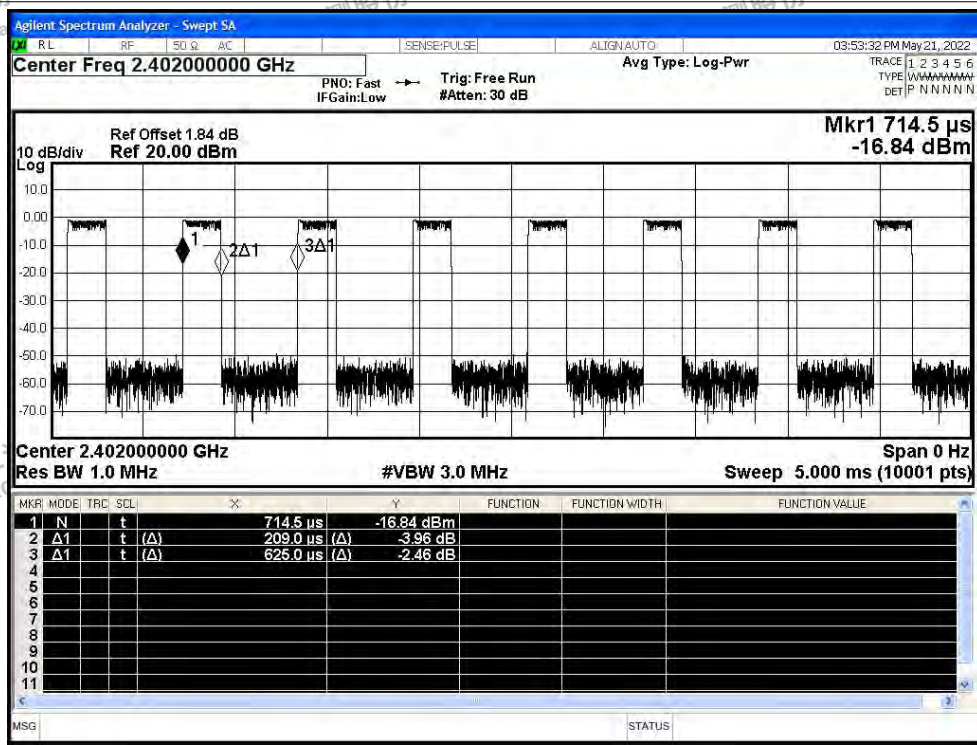 Agilent Spectrum Analyzer - Swept SA
RL RF 50 Ω AC SENSE:PULSE ALIGN AUTO 03:53:32 PM May 21, 2022
Center Freq 2.402000000 GHz
PNO: Fast
IFGain:Low
Trig: Free Run
#Atten: 30 dB
Avg Type: Log-Pwr
TRACE 1 2 3 4 5 6
TYPE
DET P N N N N N
Mkr1 714.5 µs
-16.84 dBm
Ref Offset 1.84 dB
10 dB/div Ref 20.00 dBm
Log
10.0
0.00
-10.0
-20.0
-30.0
-40.0
-50.0
-60.0
-70.0
1 2Δ1 3Δ1
Center 2.402000000 GHz Span 0 Hz
Res BW 1.0 MHz #VBW 3.0 MHz Sweep 5.000 ms (10001 pts)
MKR MODE TRC SCL X Y FUNCTION FUNCTION WIDTH FUNCTION VALUE
1 N t 714.5 µs -16.84 dBm
2 Δ1 t (Δ) 209.0 µs (Δ) -3.96 dB
3 Δ1 t (Δ) 625.0 µs (Δ) -2.46 dB
4
5
6
7
8
9
10
11
MSG STATUS